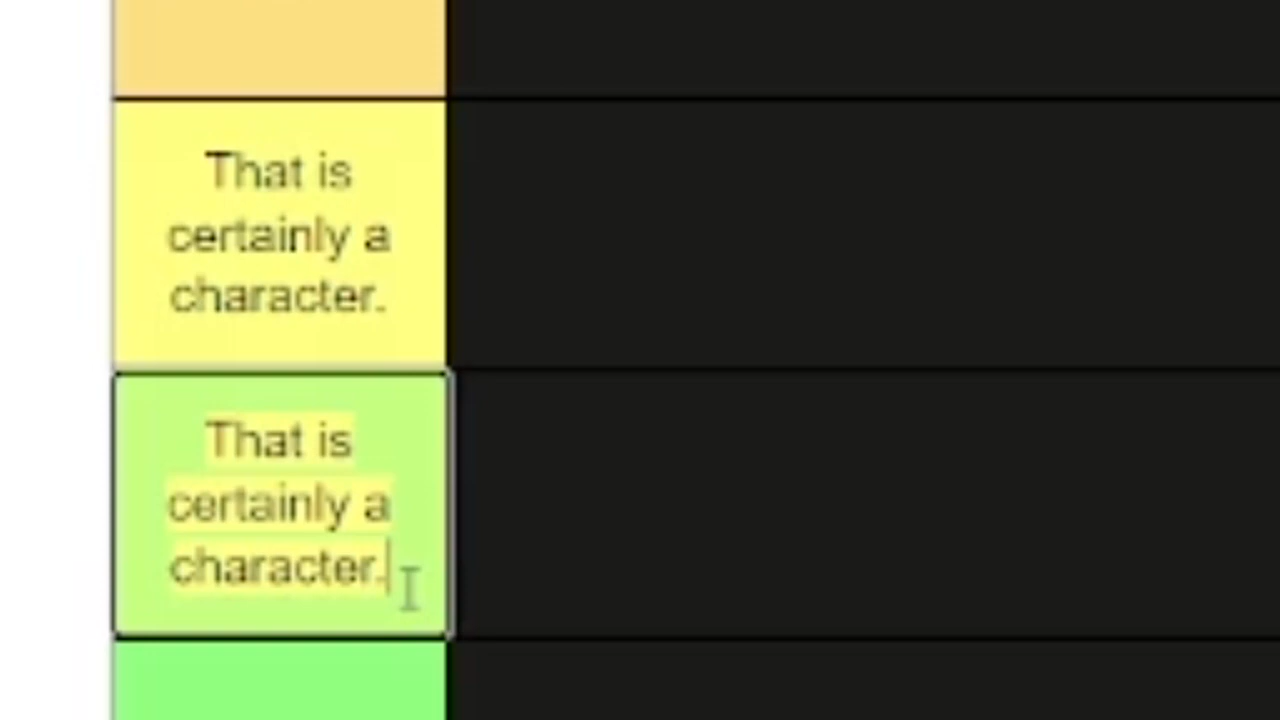 That is
certainly a
character.
That is
certainly a
character.